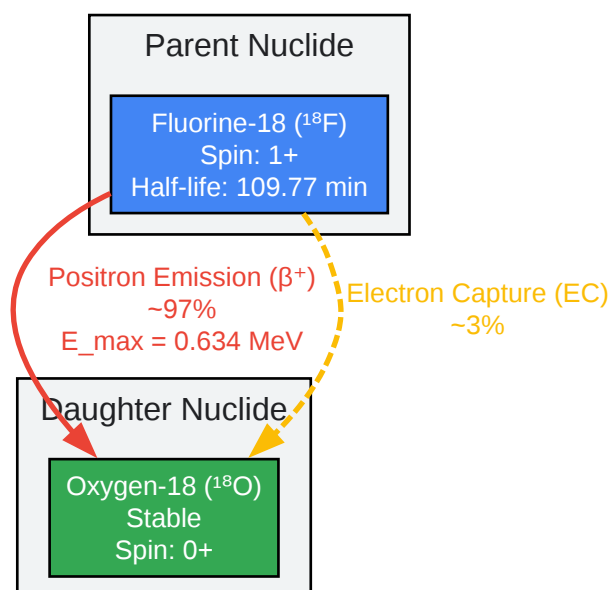 Parent Nuclide
Fluorine-18 (¹⁸F)
Spin: 1+
Half-life: 109.77 min
Positron Emission (β⁺)
~97%
E_max = 0.634 MeV
Electron Capture (EC)
~3%
Daughter Nuclide
Oxygen-18 (¹⁸O)
Stable
Spin: 0+